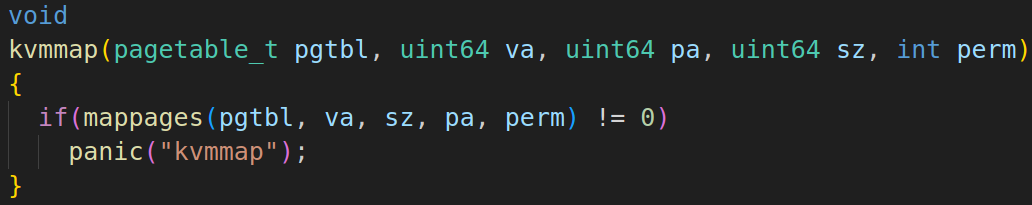 void
kvmmap(pagetable_t pgtbl, uint64 va, uint64 pa, uint64 sz, int perm)
{
  if(mappages(pgtbl, va, sz, pa, perm) != 0)
    panic("kvmmap");
}